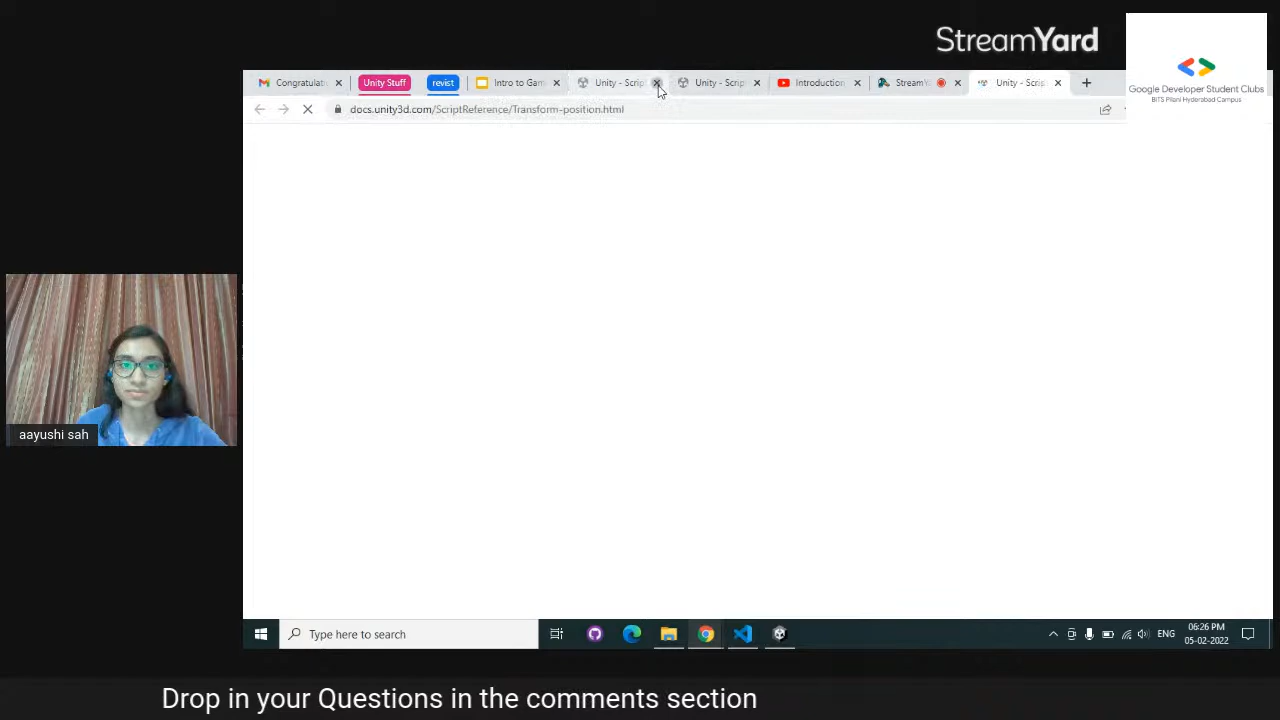 StreamYard
Google Developer Student Clubs
BITS Pilani Hyderabad Campus
Congratulati
Unity Stuff
revist
Intro to Gam
Unity - Script
Unity - Scrip
Introduction
StreamY
Unity - Scrip
docs.unity3d.com/ScriptReference/Transform-position.html
aayushi sah
Type here to search
ENG
06:26 PM
05-02-2022
Drop in your Questions in the comments section